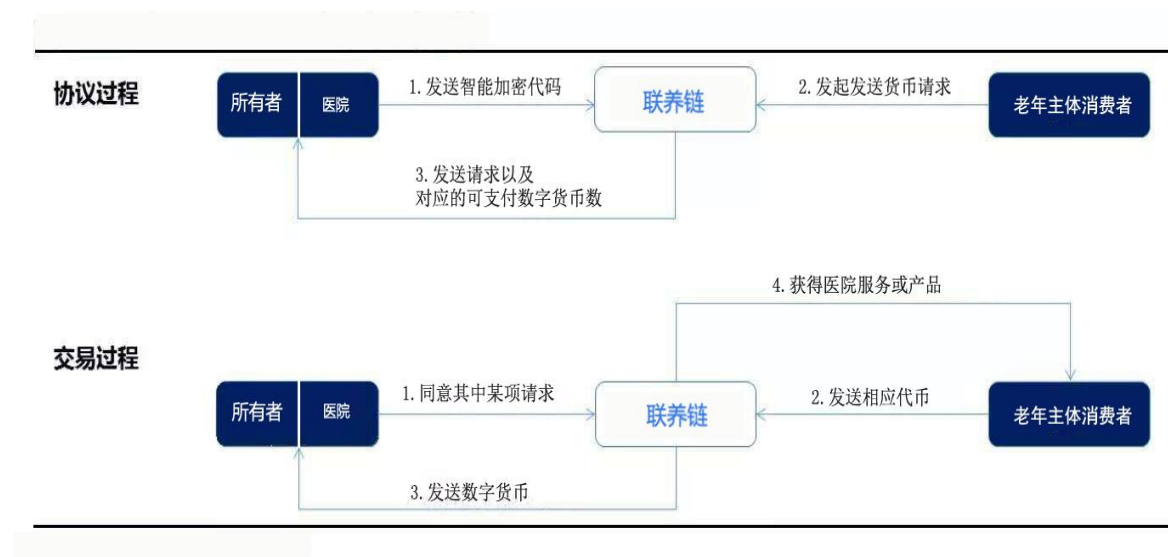 协议过程
所有者
医院
1.发送智能加密代码
联养链
2.发起发送货币请求
老年主体消费者
3.发送请求以及
对应的可支付数字货币数
4.获得医院服务或产品
交易过程
所有者
医院
1.同意其中某项请求
联养链
2.发送相应代币
老年主体消费者
3.发送数字货币